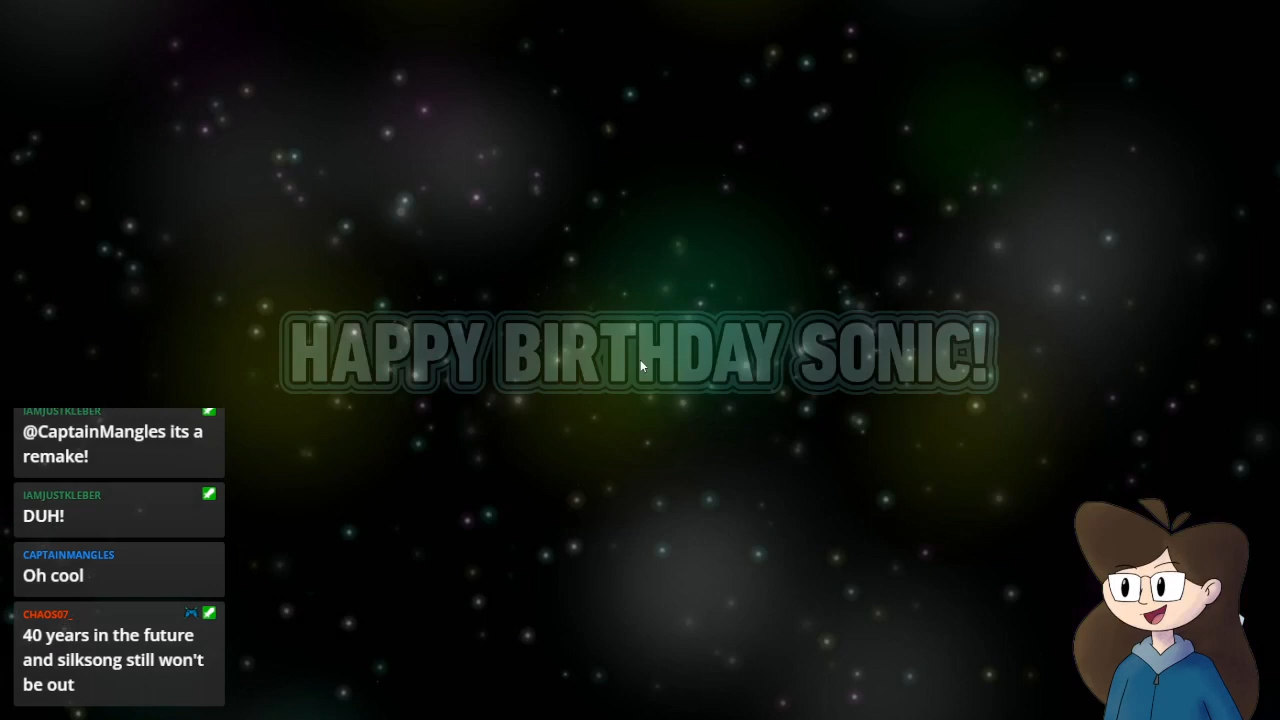 HAPPY BIRTHDAY SONIC!
IAMJUSTKLEBER
@CaptainMangles its a
remake!
IAMJUSTKLEBER
DUH!
CAPTAINMANGLES
Oh cool
CHAOS07_
40 years in the future
and silksong still won't
be out